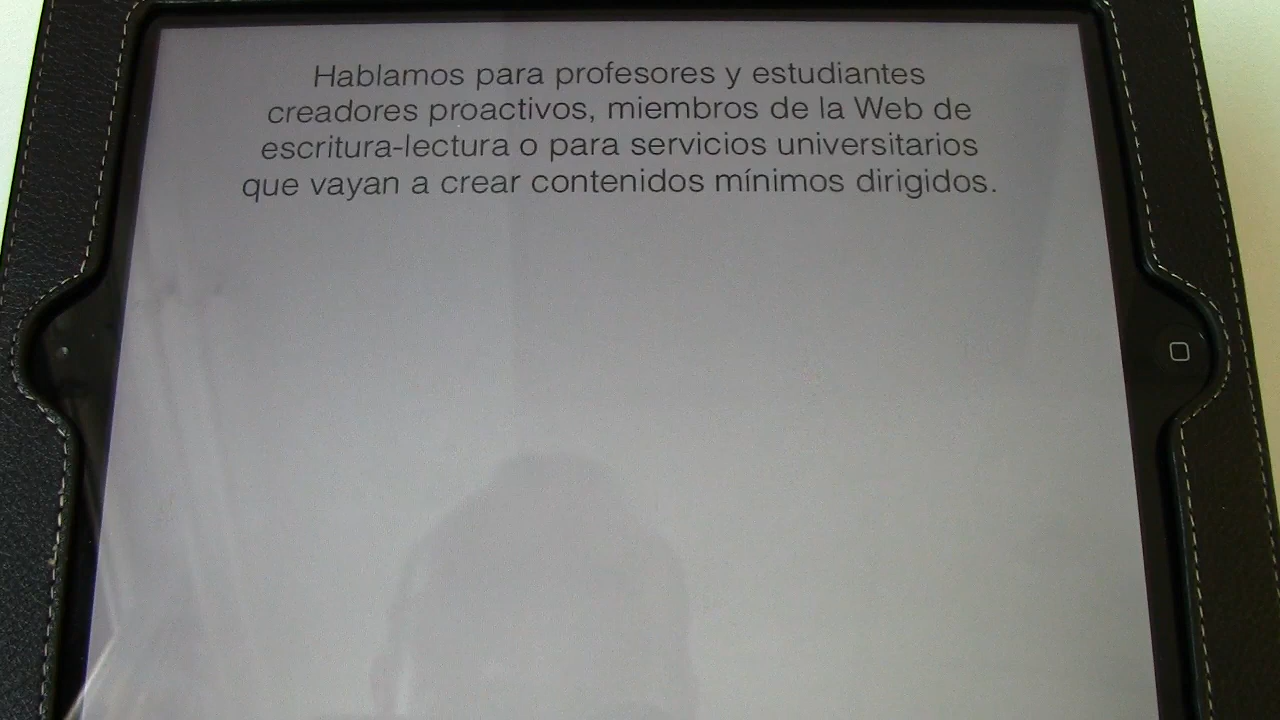 Hablamos para profesores y estudiantes
creadores proactivos, miembros de la Web de
escritura-lectura o para servicios universitarios
que vayan a crear contenidos mínimos dirigidos.